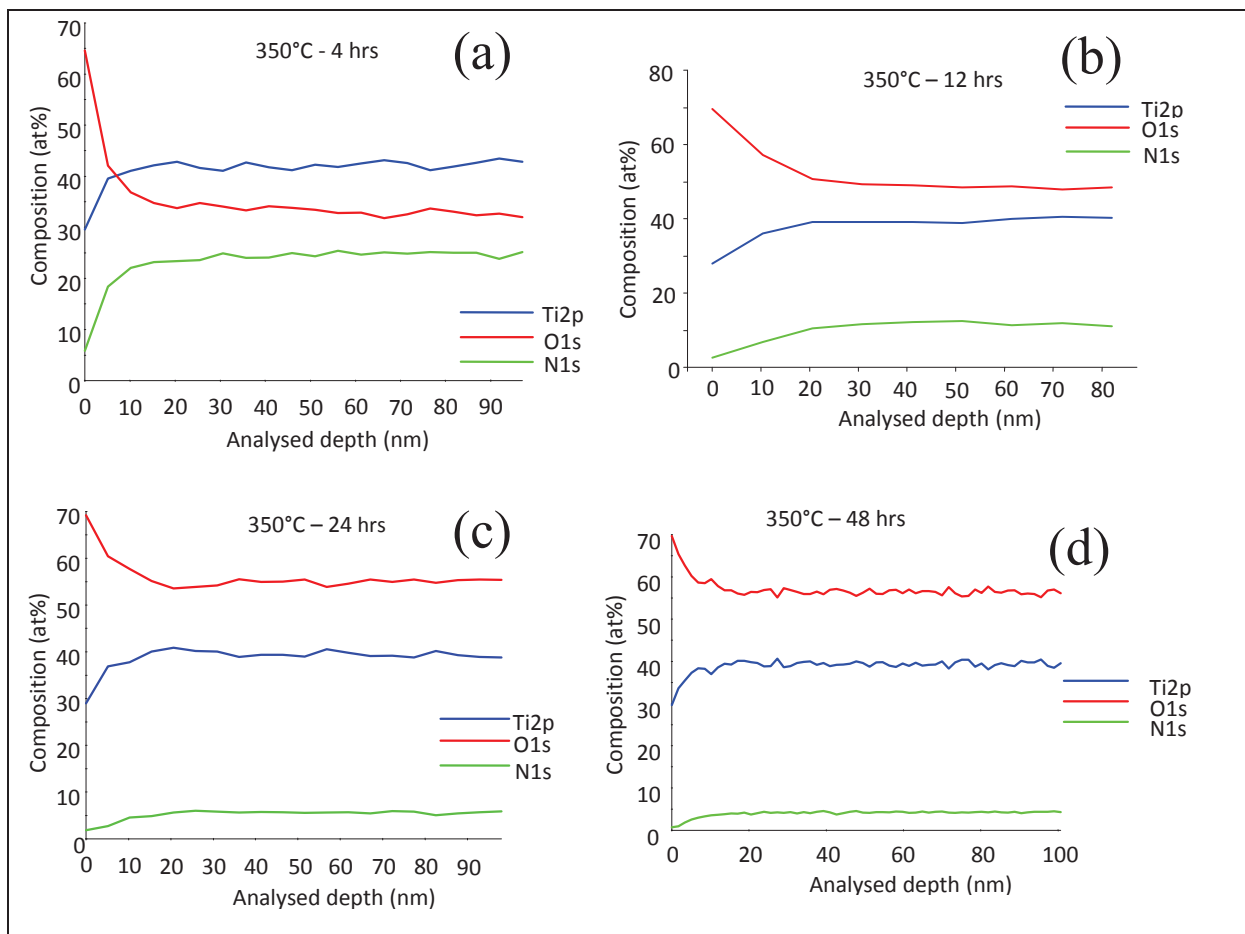 350°C - 4 hrs
(a)
Composition (at%)
70
60
50
40
30
20
10
0
Ti2p
O1s
N1s
0 10 20 30 40 50 60 70 80 90
Analysed depth (nm)
350°C – 12 hrs
(b)
Ti2p
O1s
N1s
Composition (at%)
80
60
40
20
0
0 10 20 30 40 50 60 70 80
Analysed depth (nm)
350°C – 24 hrs
(c)
Composition (at%)
70
60
50
40
30
20
10
0
Ti2p
O1s
N1s
0 10 20 30 40 50 60 70 80 90
Analysed depth (nm)
350°C – 48 hrs
(d)
Composition (at%)
70
60
50
40
30
20
10
0
Ti2p
O1s
N1s
0 20 40 60 80 100
Analysed depth (nm)